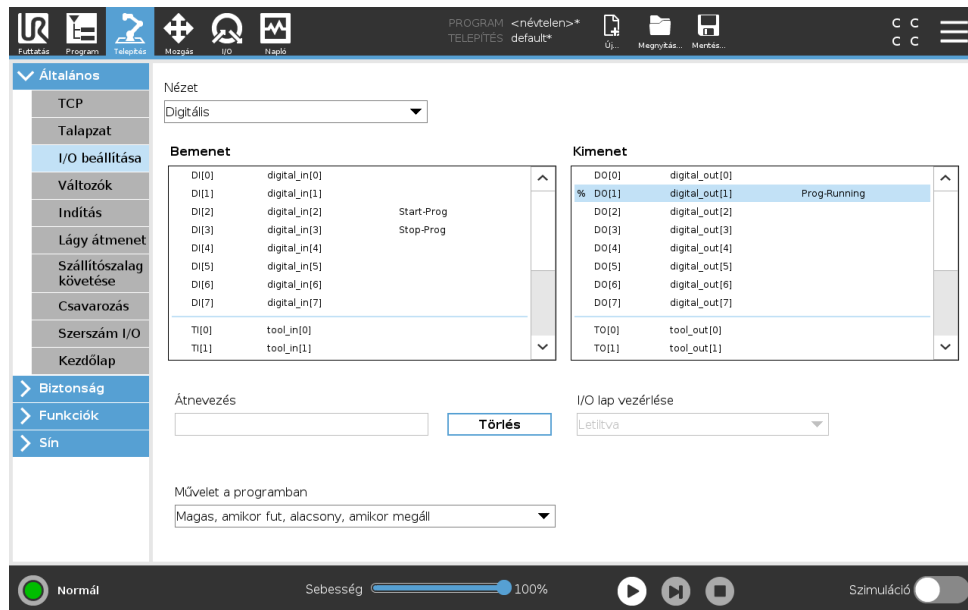 PROGRAM <névtelen>*
TELEPÍTÉS default*
C C
C C
Futtatás Program Telepítés Mozgás I/O Napló Új... Megnyitás... Mentés...
Általános
TCP
Talapzat
I/O beállítása
Változók
Indítás
Lágy átmenet
Szállítószalag
követése
Csavarozás
Szerszám I/O
Kezdőlap
Biztonság
Funkciók
Sín
Nézet
Digitális
Bemenet
DI[0] digital_in[0]
DI[1] digital_in[1]
DI[2] digital_in[2] Start-Prog
DI[3] digital_in[3] Stop-Prog
DI[4] digital_in[4]
DI[5] digital_in[5]
DI[6] digital_in[6]
DI[7] digital_in[7]
TI[0] tool_in[0]
TI[1] tool_in[1]
Kimenet
DO[0] digital_out[0]
% DO[1] digital_out[1] Prog-Running
DO[2] digital_out[2]
DO[3] digital_out[3]
DO[4] digital_out[4]
DO[5] digital_out[5]
DO[6] digital_out[6]
DO[7] digital_out[7]
TO[0] tool_out[0]
TO[1] tool_out[1]
Átnevezés
Törlés
I/O lap vezérlése
Letiltva
Művelet a programban
Magas, amikor fut, alacsony, amikor megáll
Normál
Sebesség 100%
Szimuláció